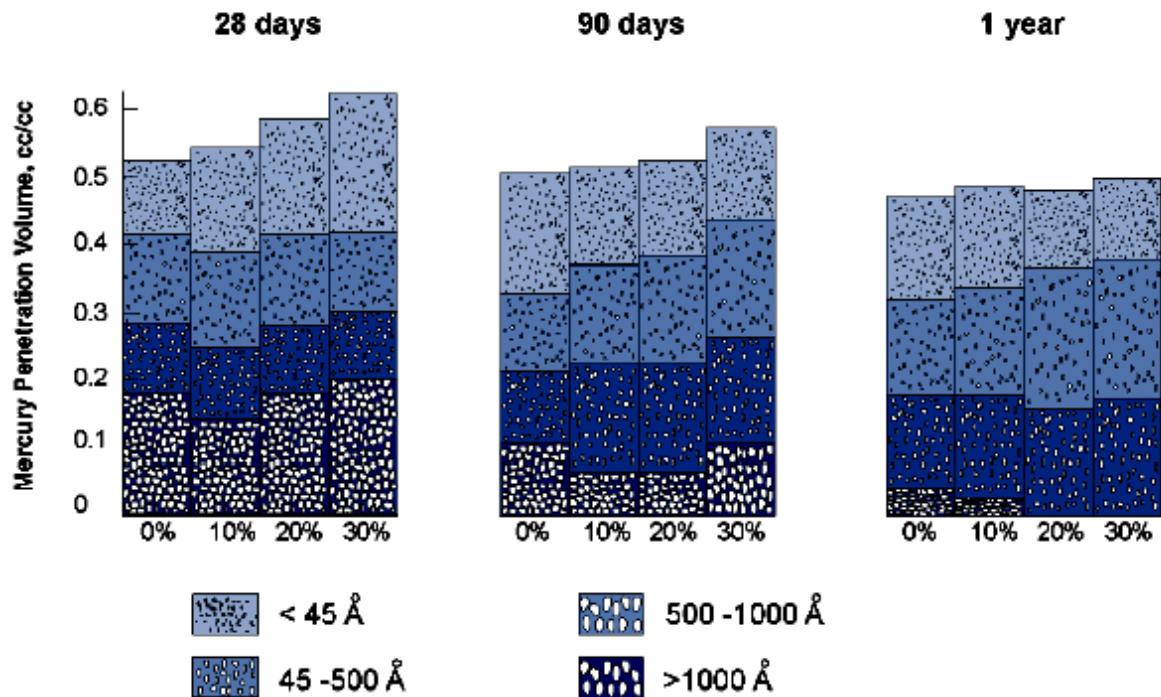 28 days 90 days 1 year
Mercury Penetration Volume, cc/cc
0.6
0.5
0.4
0.3
0.2
0.1
0
0% 10% 20% 30% 0% 10% 20% 30% 0% 10% 20% 30%
< 45 Å 500 -1000 Å
45 -500 Å >1000 Å